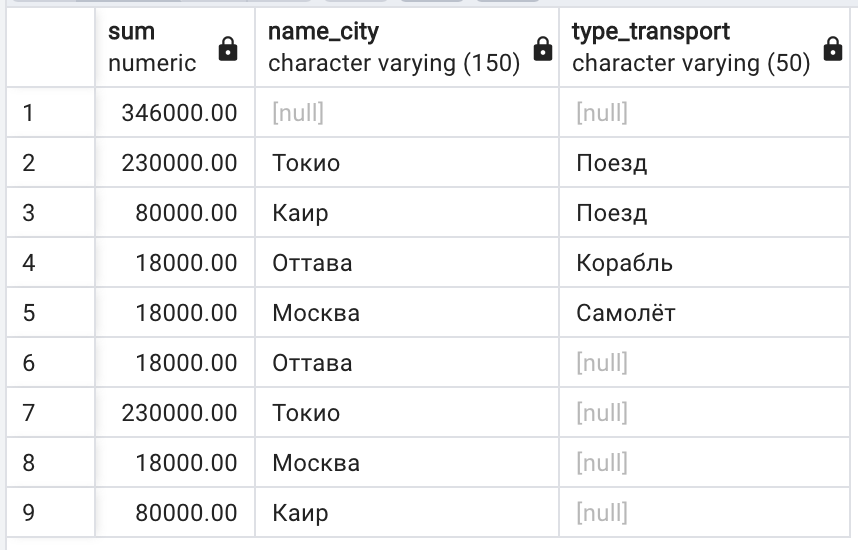 sum name_city type_transport
numeric character varying (150) character varying (50)
1 346000.00 [null] [null]
2 230000.00 Токио Поезд
3 80000.00 Каир Поезд
4 18000.00 Оттава Корабль
5 18000.00 Москва Самолёт
6 18000.00 Оттава [null]
7 230000.00 Токио [null]
8 18000.00 Москва [null]
9 80000.00 Каир [null]